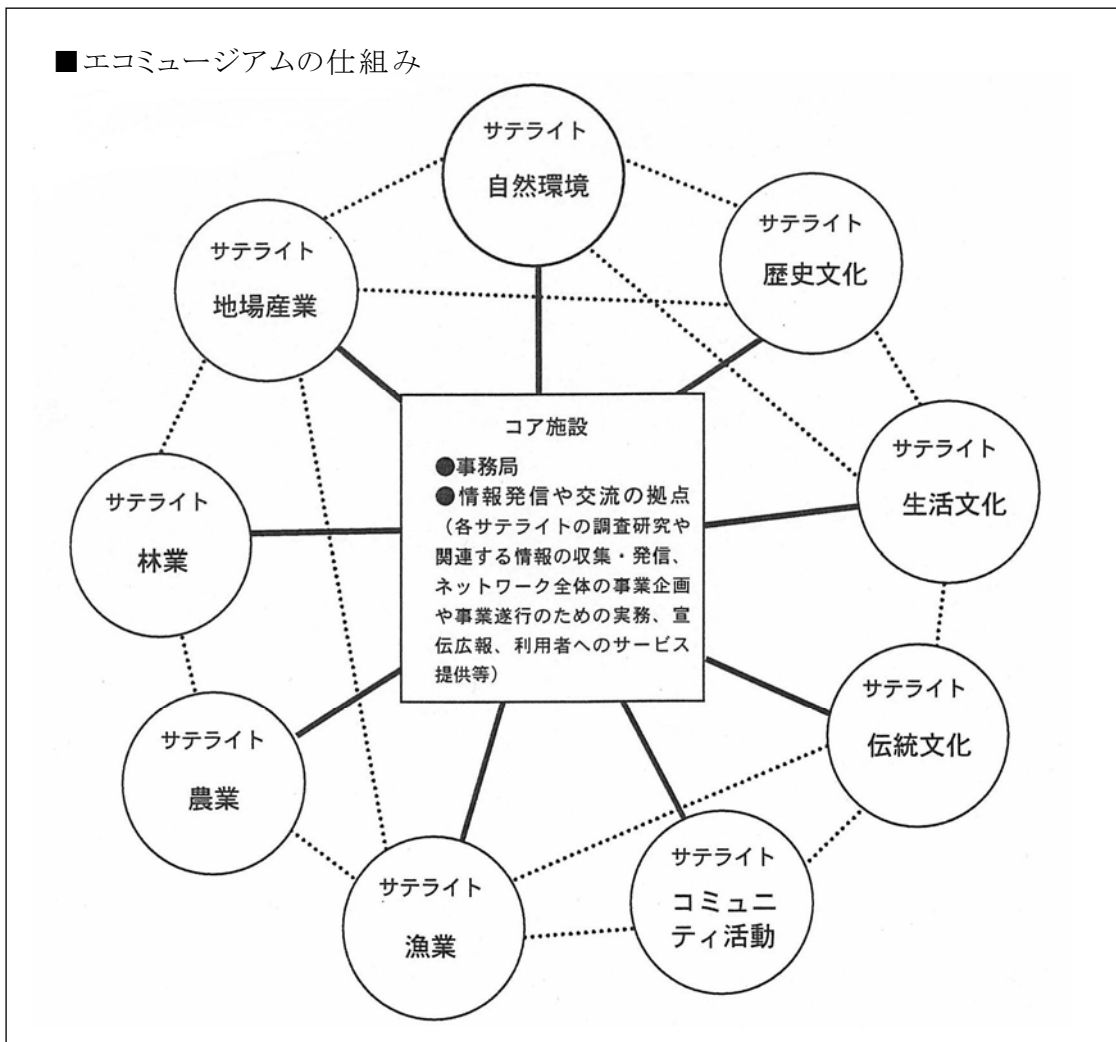 ■エコミュージアムの仕組み
サテライト
自然環境
サテライト
歴史文化
サテライト
地場産業
サテライト
生活文化
コア施設
●事務局
●情報発信や交流の拠点
（各サテライトの調査研究や
関連する情報の収集・発信、
ネットワーク全体の事業企画
や事業遂行のための実務、宣
伝広報、利用者へのサービス
提供等）
サテライト
林業
サテライト
伝統文化
サテライト
農業
サテライト
コミュニ
ティ活動
サテライト
漁業